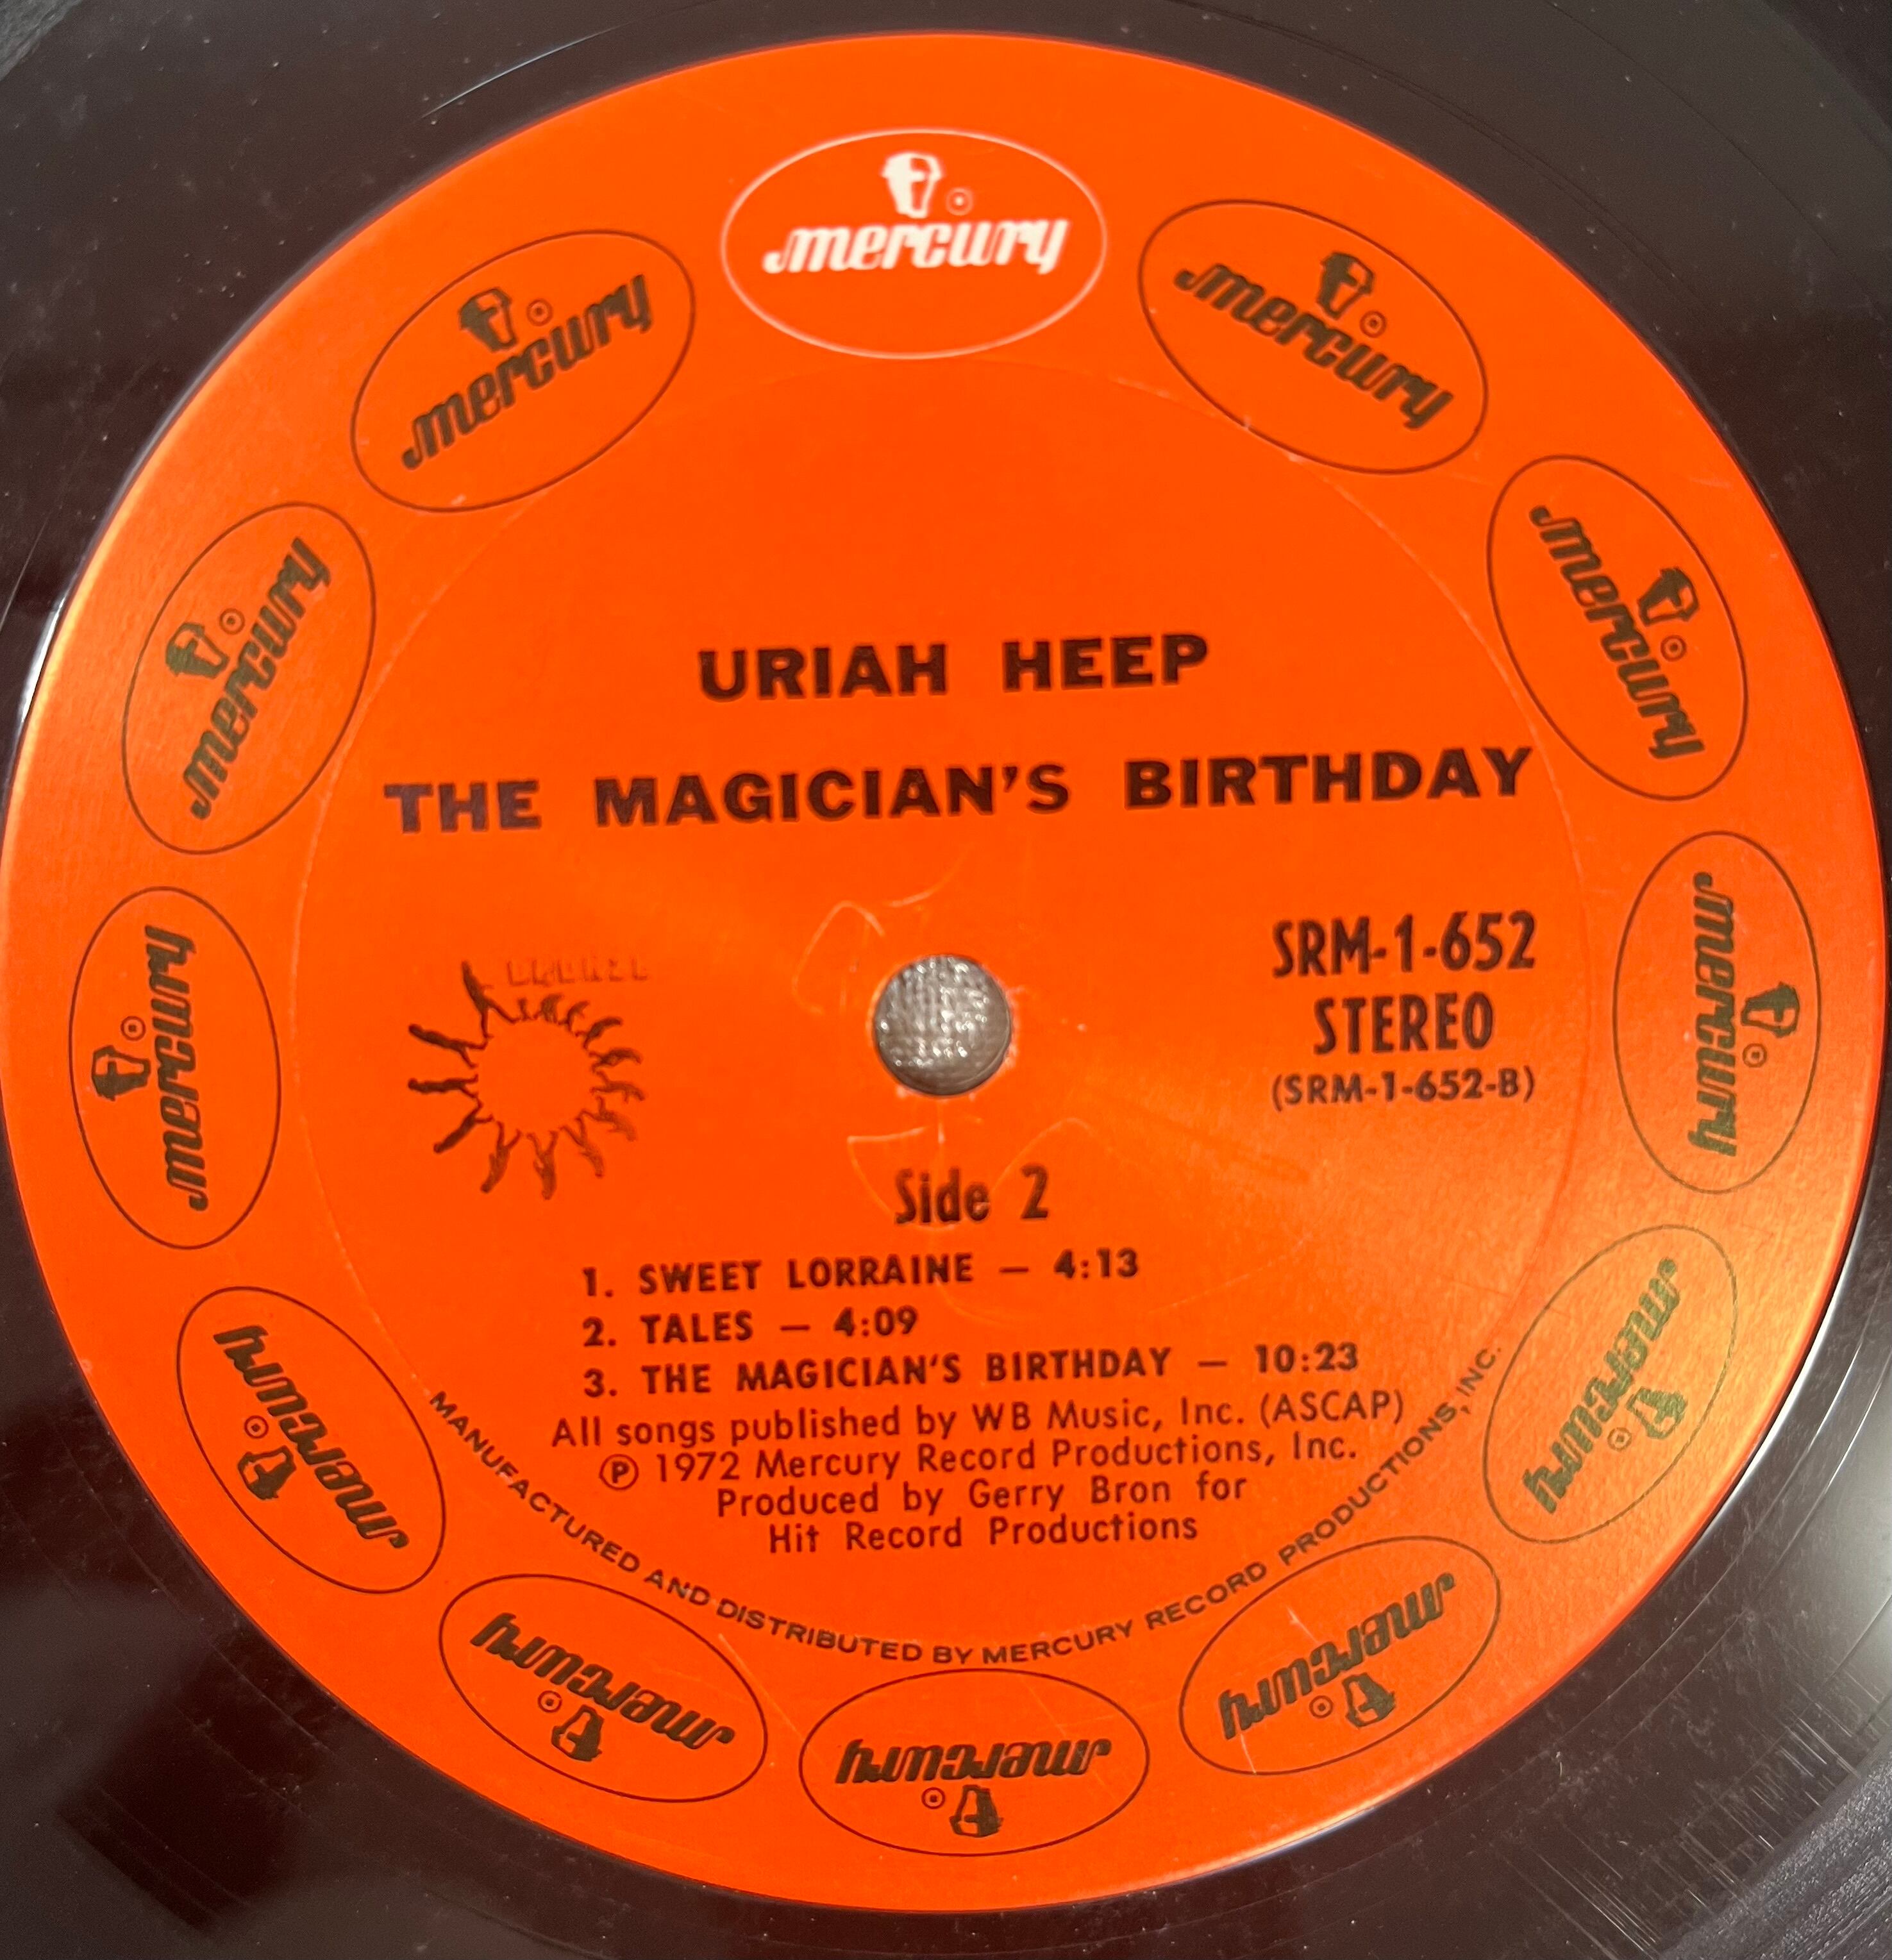 mercury
mercury
mercury
mercury
mercury
mercury
mercury
mercury
mercury
mercury
mercury
mercury
URIAH HEEP
THE MAGICIAN'S BIRTHDAY
BRONZE
SRM-1-652
STEREO
(SRM-1-652-B)
Side 2
1. SWEET LORRAINE — 4:13
2. TALES — 4:09
3. THE MAGICIAN'S BIRTHDAY — 10:23
All songs published by WB Music, Inc. (ASCAP)
Ⓟ 1972 Mercury Record Productions, Inc.
Produced by Gerry Bron for
Hit Record Productions
MANUFACTURED AND DISTRIBUTED BY MERCURY RECORD PRODUCTIONS, INC.